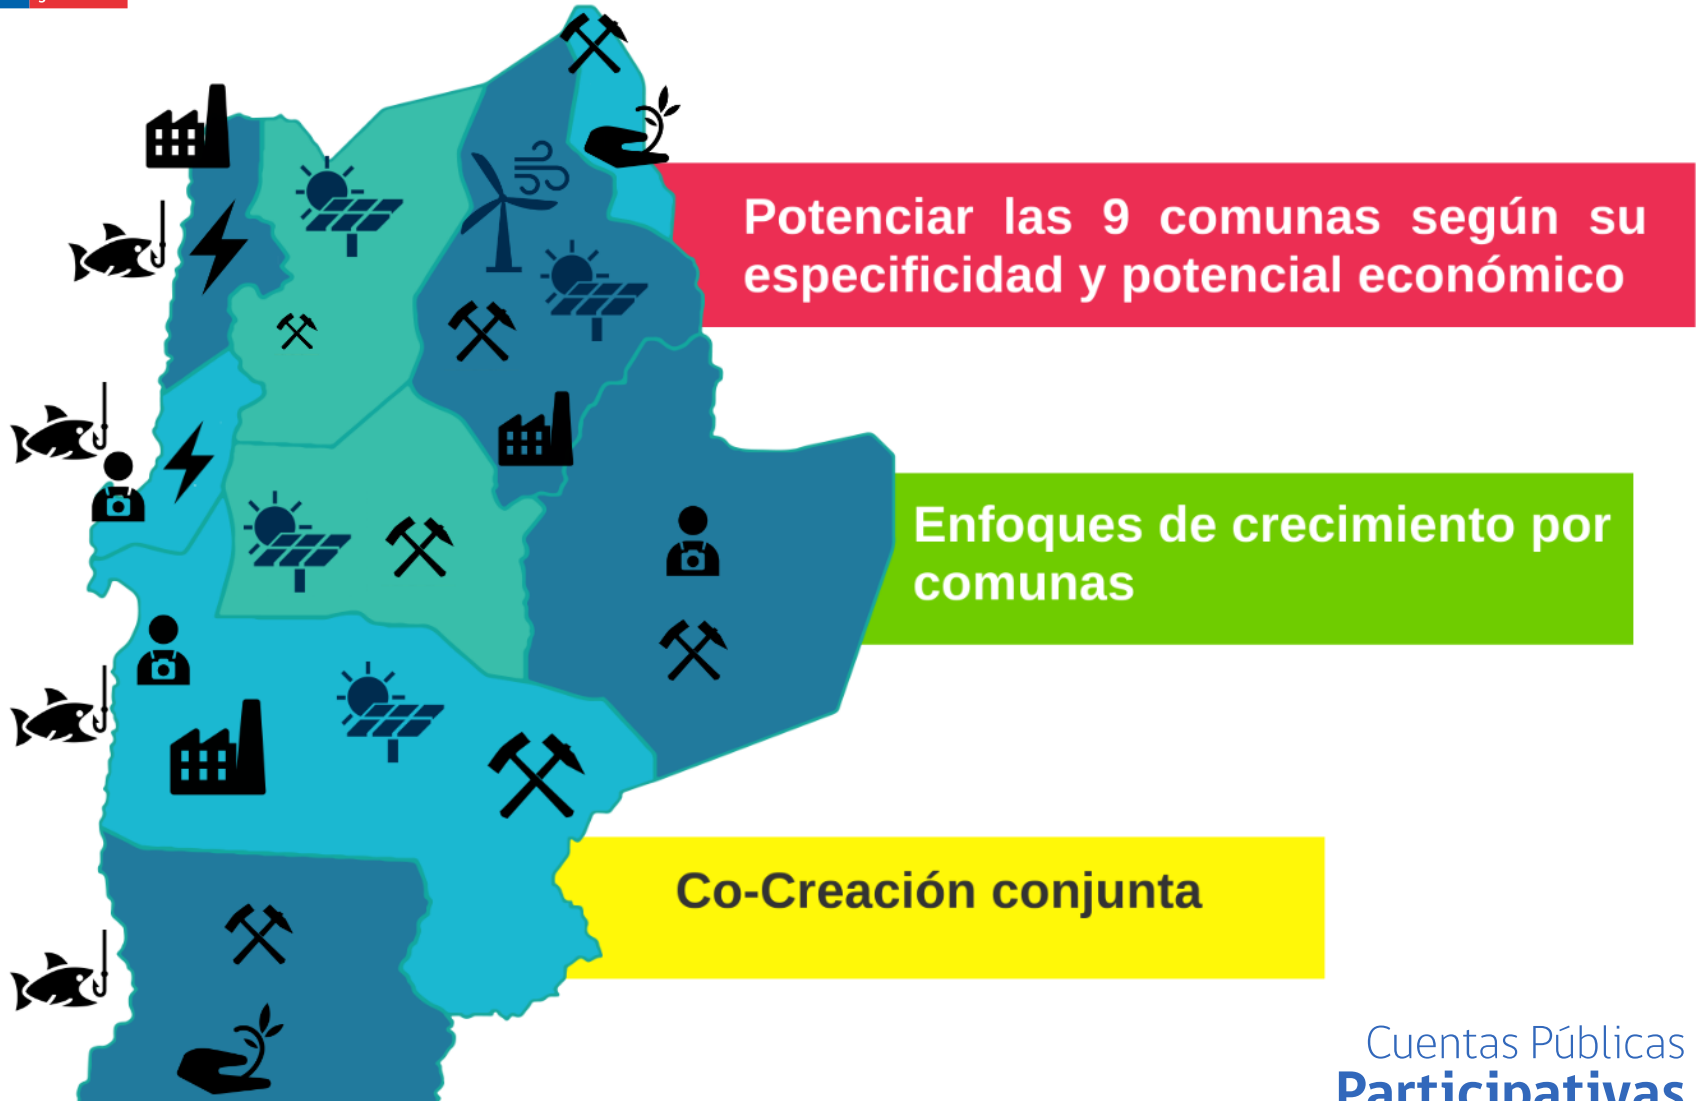 Potenciar las 9 comunas según su
especificidad y potencial económico
Enfoques de crecimiento por
comunas
Co-Creación conjunta
Cuentas Públicas
Participativas